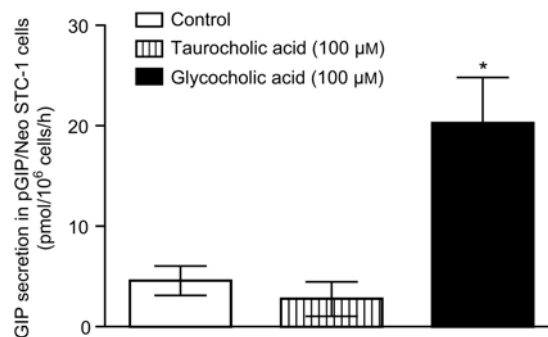 GIP secretion in pGIP/Neo STC-1 cells
(pmol/10⁶ cells/h)
30
20
10
0
Control
Taurocholic acid (100 µM)
Glycocholic acid (100 µM)
*